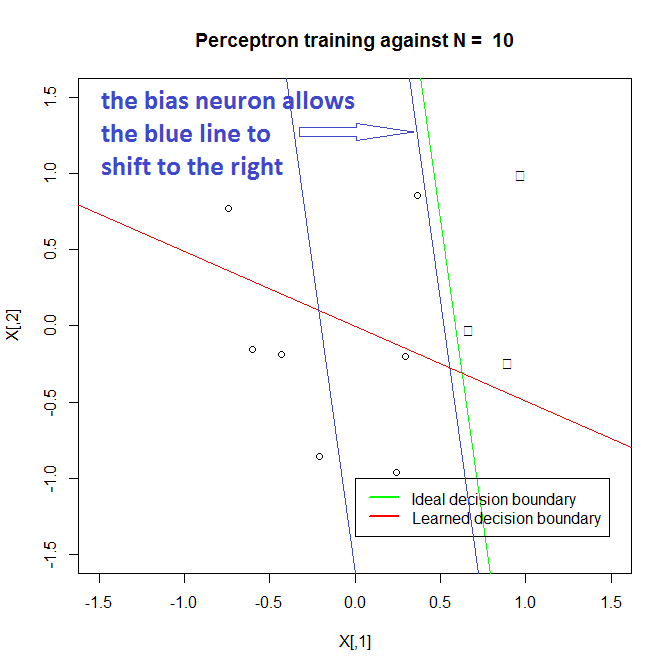 Perceptron training against N = 10
the bias neuron allows
the blue line to
shift to the right
X[,2]
1.5
1.0
0.5
0.0
-0.5
-1.0
-1.5
Ideal decision boundary
Learned decision boundary
-1.5 -1.0 -0.5 0.0 0.5 1.0 1.5
X[,1]